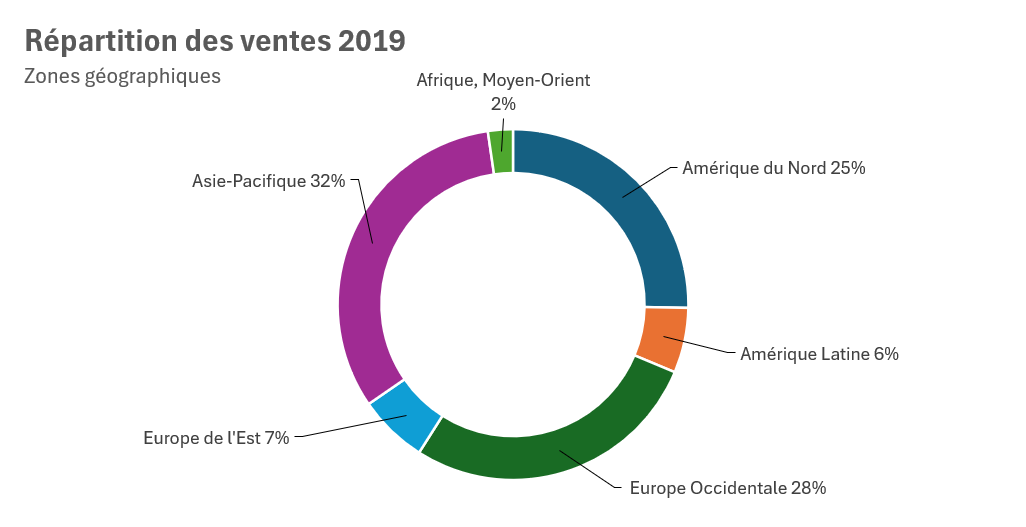 Répartition des ventes 2019
Zones géographiques
Afrique, Moyen-Orient
2%
Amérique du Nord 25%
Asie-Pacifique 32%
Amérique Latine 6%
Europe de l'Est 7%
Europe Occidentale 28%